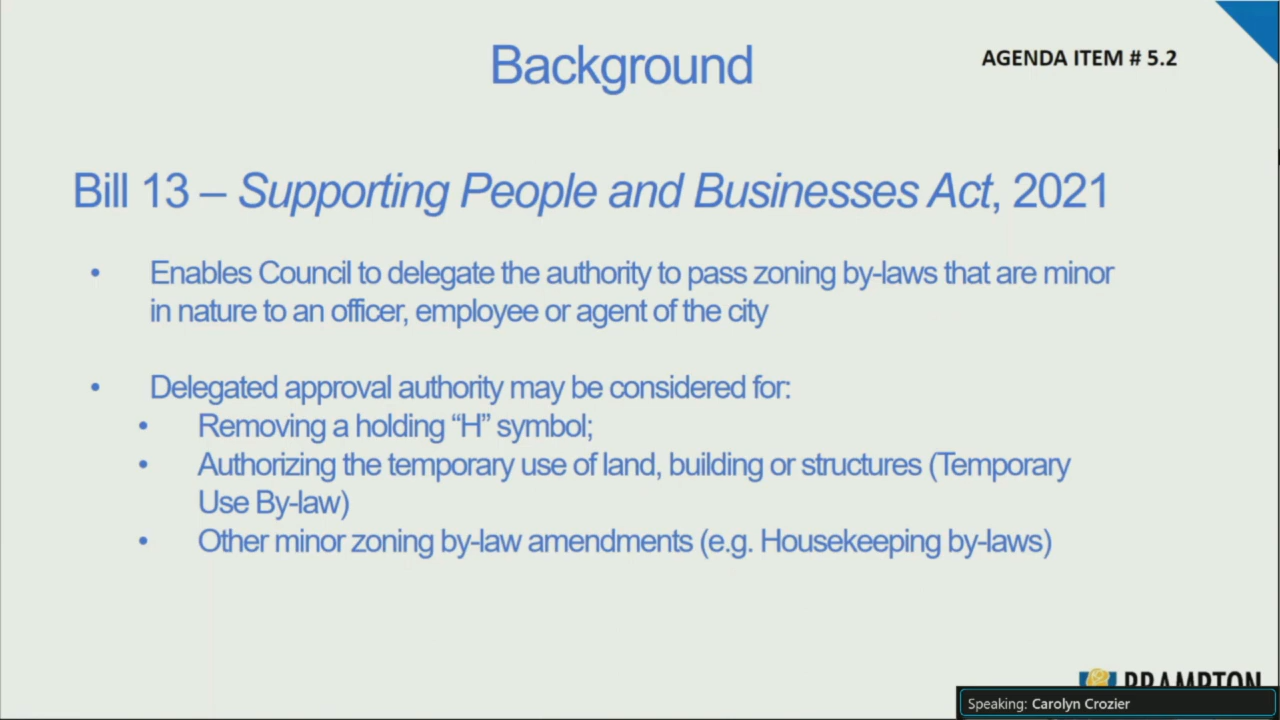 Background
AGENDA ITEM # 5.2
Bill 13 – Supporting People and Businesses Act, 2021
• Enables Council to delegate the authority to pass zoning by-laws that are minor
in nature to an officer, employee or agent of the city
• Delegated approval authority may be considered for:
• Removing a holding “H” symbol;
• Authorizing the temporary use of land, building or structures (Temporary
Use By-law)
• Other minor zoning by-law amendments (e.g. Housekeeping by-laws)
BRAMPTON
Speaking: Carolyn Crozier